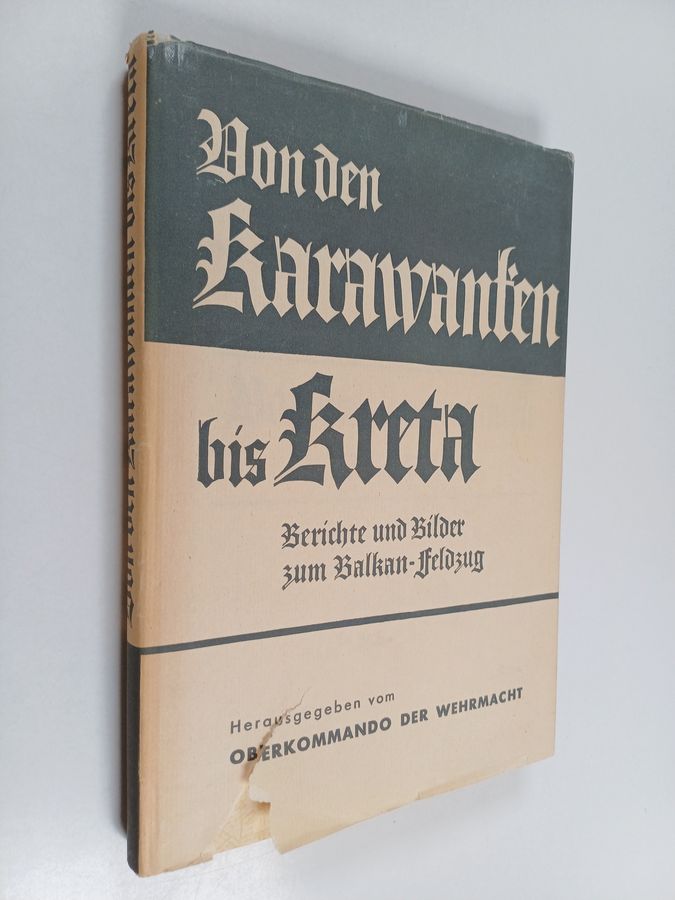 Von den
Karawanken
bis Kreta
Berichte und Bilder
zum Balkan-Feldzug
Herausgegeben vom
OBERKOMMANDO DER WEHRMACHT